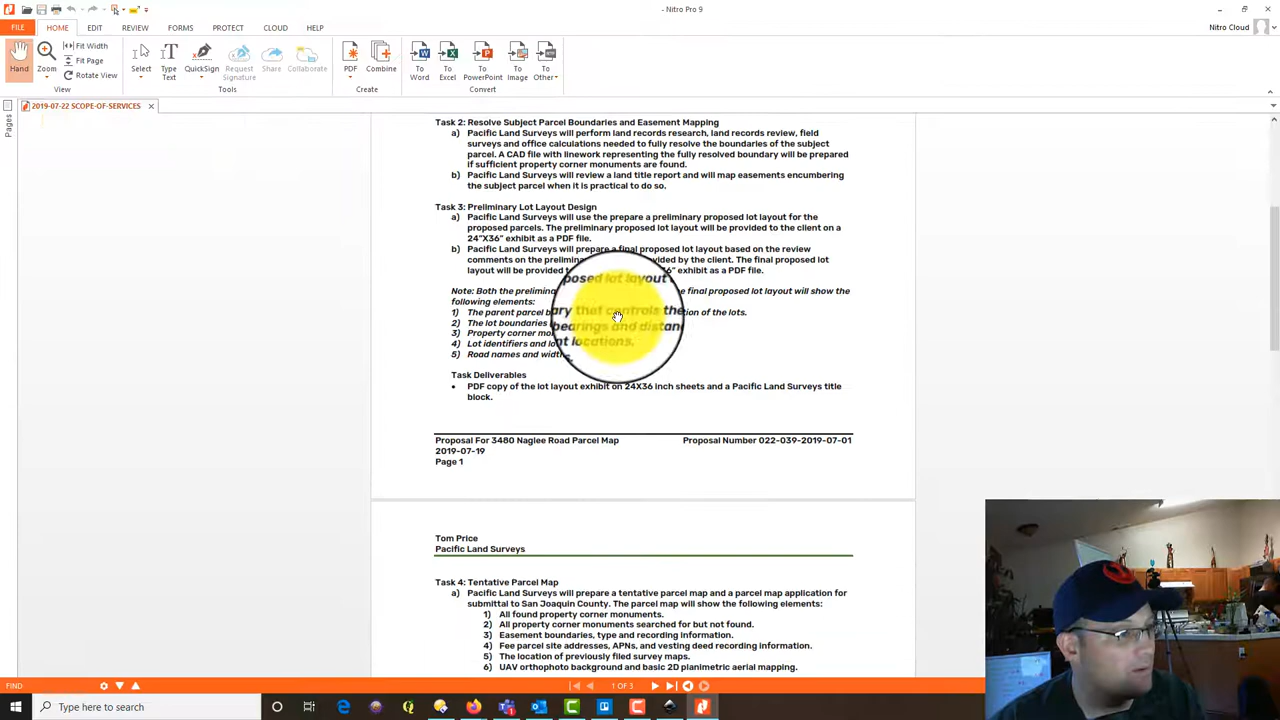 - Nitro Pro 9
FILE HOME EDIT REVIEW FORMS PROTECT CLOUD HELP
Nitro Cloud
Hand
Zoom
Fit Width
Fit Page
Rotate View
View
Select
Type Text
QuickSign
Request Signature
Share
Collaborate
Tools
PDF
Combine
Create
To Word
To Excel
To PowerPoint
To Image
To Other
Convert
2019-07-22 SCOPE-OF-SERVICES
Pages
Task 2: Resolve Subject Parcel Boundaries and Easement Mapping
a) Pacific Land Surveys will perform land records research, land records review, field
surveys and office calculations needed to fully resolve the boundaries of the subject
parcel. A CAD file with linework representing the fully resolved boundary will be prepared
if sufficient property corner monuments are found.
b) Pacific Land Surveys will review a land title report and will map easements encumbering
the subject parcel when it is practical to do so.
Task 3: Preliminary Lot Layout Design
a) Pacific Land Surveys will use the prepare a preliminary proposed lot layout for the
proposed parcels. The preliminary proposed lot layout will be provided to the client on a
24"X36" exhibit as a PDF file.
b) Pacific Land Surveys will prepare a final proposed lot layout based on the review
comments on the prelimin vided by the client. The final proposed lot
layout will be provided t 6" exhibit as a PDF file.
posed lot layout
Note: Both the prelimina e final proposed lot layout will show the
following elements:
1) The parent parcel b ary that controls the tion of the lots.
2) The lot boundaries bearings and distan
3) Property corner mo nt locations.
4) Lot identifiers and lo
5) Road names and width
Task Deliverables
• PDF copy of the lot layout exhibit on 24X36 inch sheets and a Pacific Land Surveys title
block.
Proposal For 3480 Naglee Road Parcel Map Proposal Number 022-039-2019-07-01
2019-07-19
Page 1
Tom Price
Pacific Land Surveys
Task 4: Tentative Parcel Map
a) Pacific Land Surveys will prepare a tentative parcel map and a parcel map application for
submittal to San Joaquin County. The parcel map will show the following elements:
1) All found property corner monuments.
2) All property corner monuments searched for but not found.
3) Easement boundaries, type and recording information.
4) Fee parcel site addresses, APNs, and vesting deed recording information.
5) The location of previously filed survey maps.
6) UAV orthophoto background and basic 2D planimetric aerial mapping.
FIND
1 OF 3
Type here to search